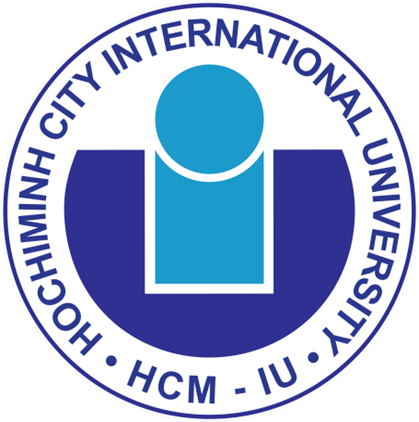 HOCHIMINH CITY INTERNATIONAL UNIVERSITY
• HCM - IU •